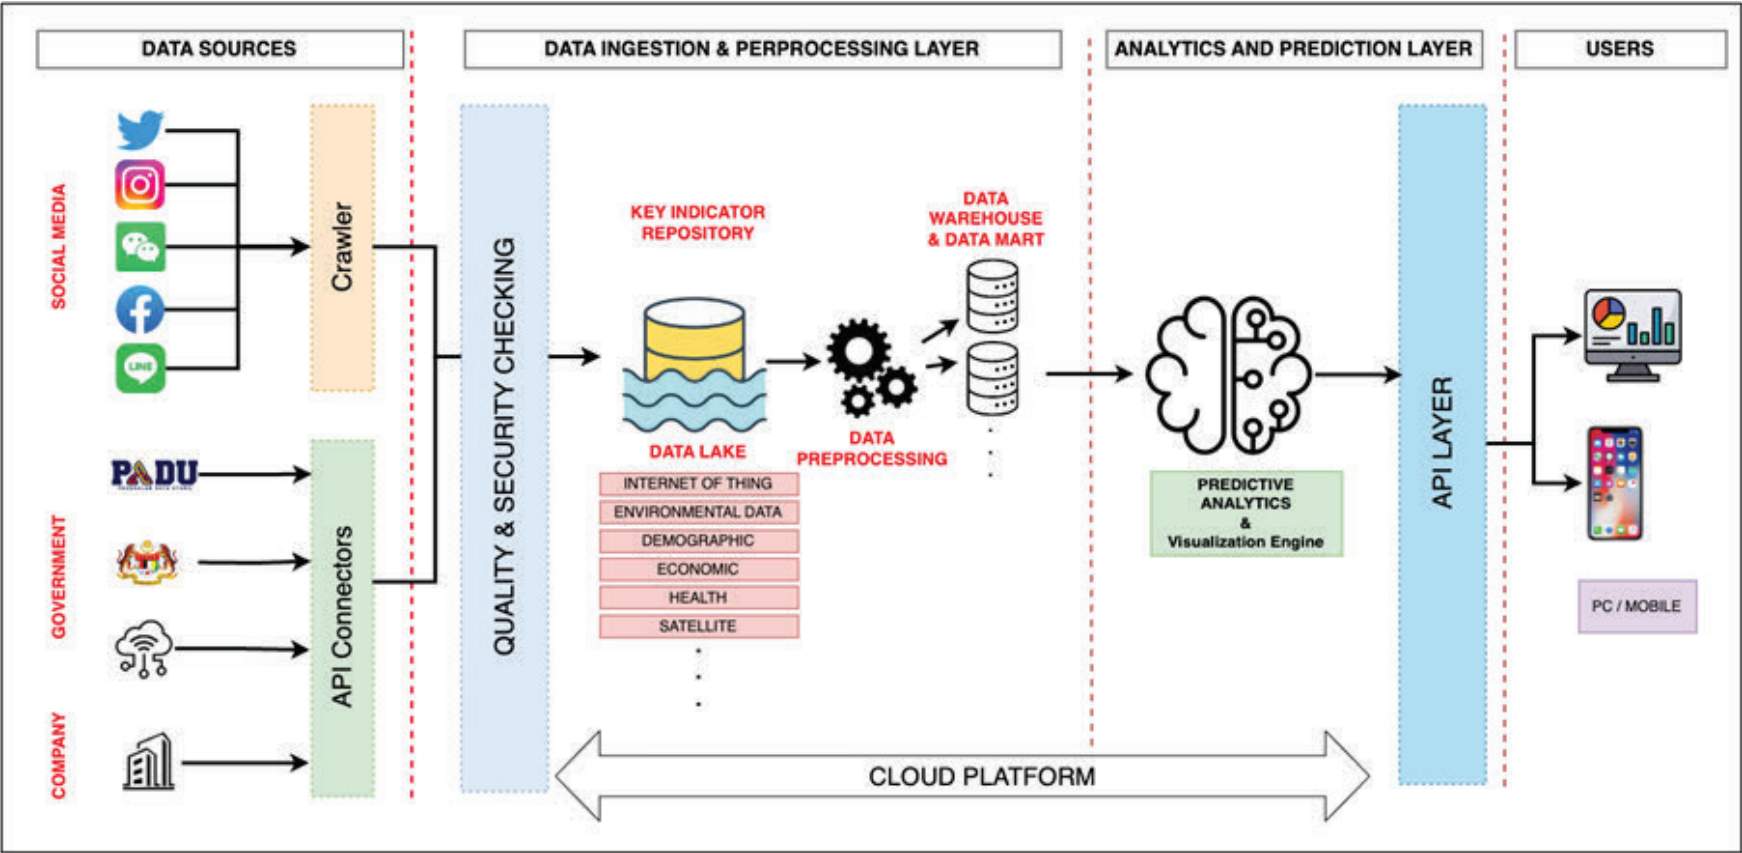 DATA SOURCES
DATA INGESTION & PERPROCESSING LAYER
ANALYTICS AND PREDICTION LAYER
USERS
SOCIAL MEDIA
LINE
Crawler
GOVERNMENT
PADU
COMPANY
API Connectors
QUALITY & SECURITY CHECKING
KEY INDICATOR
REPOSITORY
DATA LAKE
INTERNET OF THING
ENVIRONMENTAL DATA
DEMOGRAPHIC
ECONOMIC
HEALTH
SATELLITE
DATA
PREPROCESSING
DATA
WAREHOUSE
& DATA MART
PREDICTIVE
ANALYTICS
&
Visualization Engine
API LAYER
PC / MOBILE
CLOUD PLATFORM